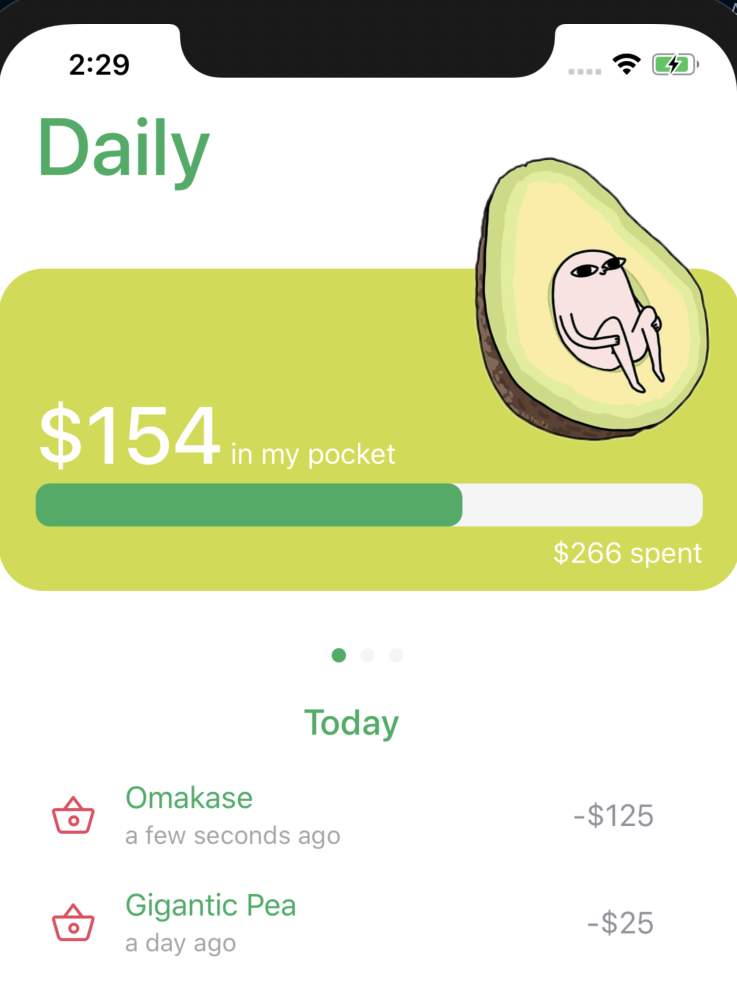 2:29
Daily
$154 in my pocket
$266 spent
Today
Omakase
-$125
a few seconds ago
Gigantic Pea
-$25
a day ago